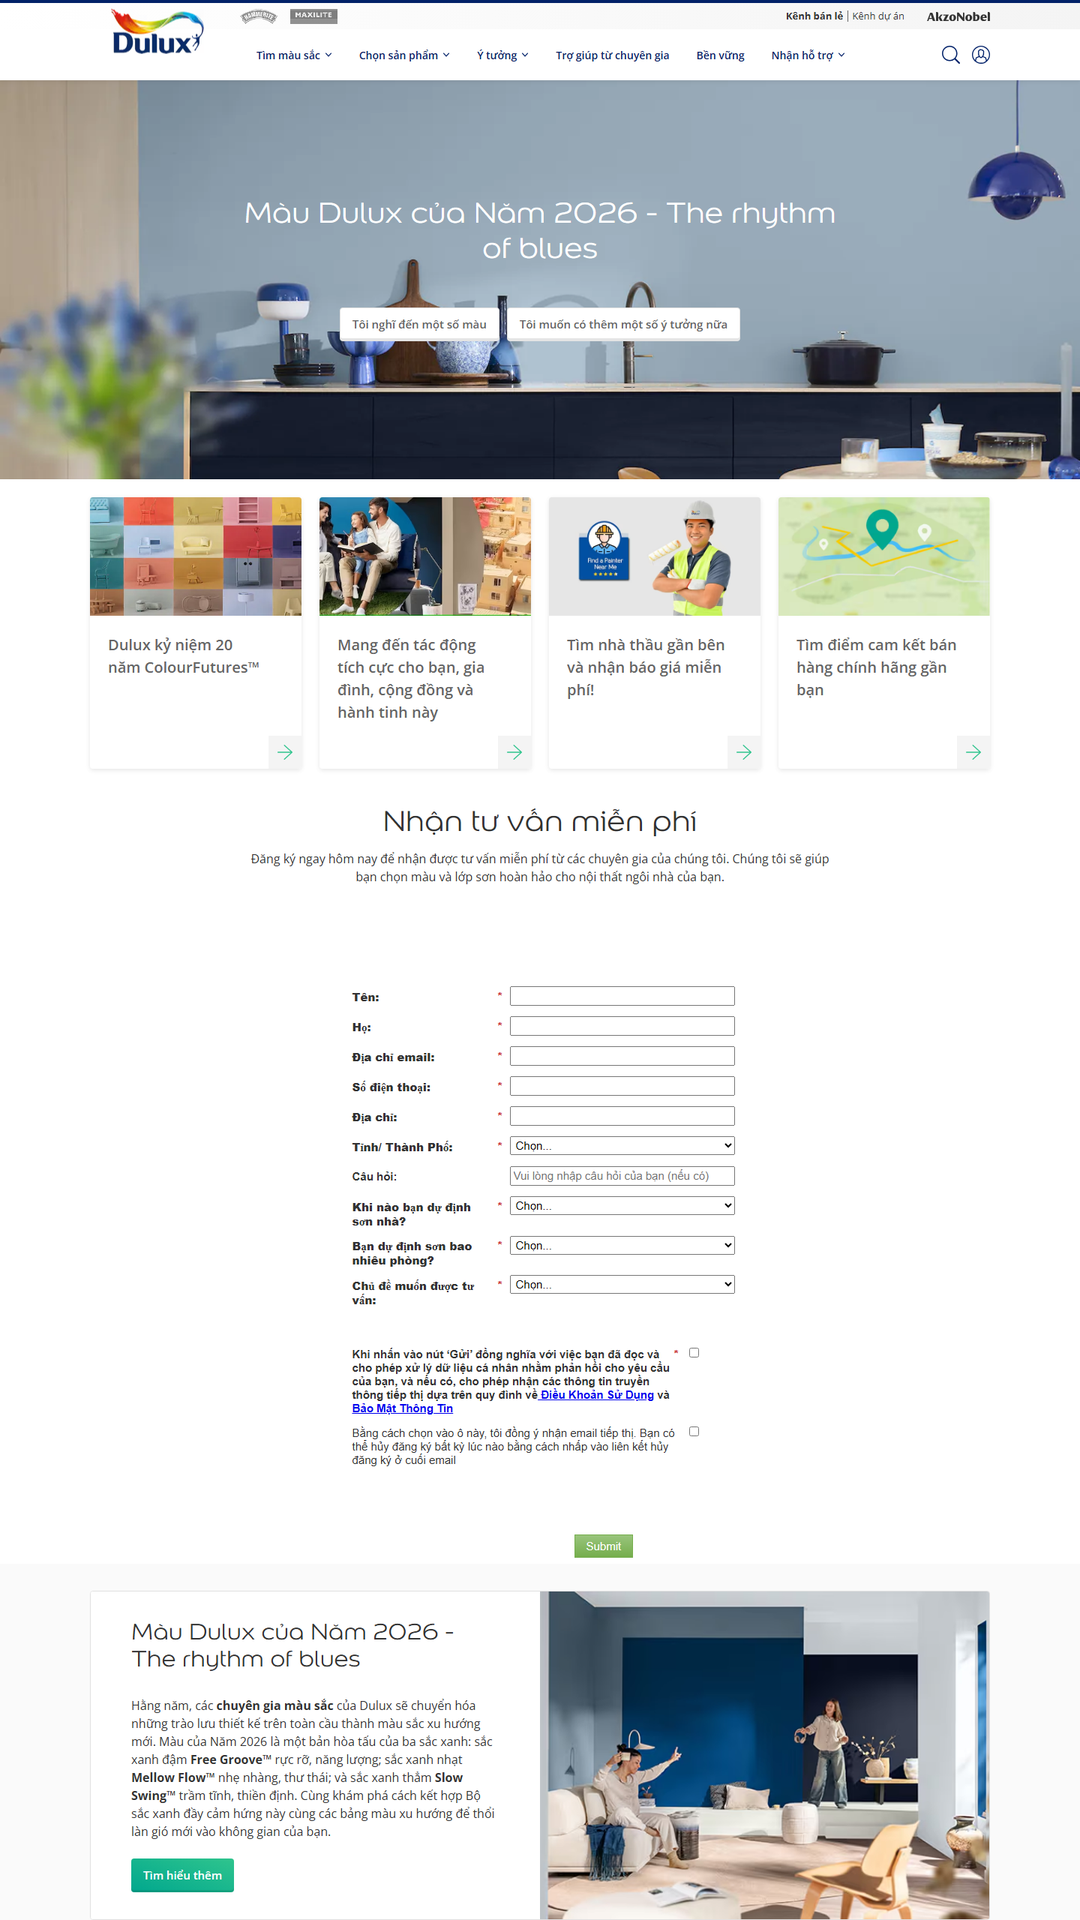 HAMMERITE
MAXILITE
Kênh bán lẻ | Kênh dự án
AkzoNobel
Dulux
Tìm màu sắc
Chọn sản phẩm
Ý tưởng
Trợ giúp từ chuyên gia
Bền vững
Nhận hỗ trợ
Màu Dulux của Năm 2026 - The rhythm
of blues
Tôi nghĩ đến một số màu
Tôi muốn có thêm một số ý tưởng nữa
Find a Painter
Near Me
Dulux kỷ niệm 20
năm ColourFutures™
Mang đến tác động
tích cực cho bạn, gia
đình, cộng đồng và
hành tinh này
Tìm nhà thầu gần bên
và nhận báo giá miễn
phí!
Tìm điểm cam kết bán
hàng chính hãng gần
bạn
Nhận tư vấn miễn phí
Đăng ký ngay hôm nay để nhận được tư vấn miễn phí từ các chuyên gia của chúng tôi. Chúng tôi sẽ giúp
bạn chọn màu và lớp sơn hoàn hảo cho nội thất ngôi nhà của bạn.
Tên: *
Họ: *
Địa chỉ email: *
Số điện thoại: *
Địa chỉ: *
Tỉnh/ Thành Phố: * Chọn...
Câu hỏi: Vui lòng nhập câu hỏi của bạn (nếu có)
Khi nào bạn dự định * Chọn...
sơn nhà?
Bạn dự định sơn bao * Chọn...
nhiêu phòng?
Chủ đề muốn được tư * Chọn...
vấn:
Khi nhấn vào nút ‘Gửi’ đồng nghĩa với việc bạn đã đọc và *
cho phép xử lý dữ liệu cá nhân nhằm phản hồi cho yêu cầu
của bạn, và nếu có, cho phép nhận các thông tin truyền
thông tiếp thị dựa trên quy đinh về Điều Khoản Sử Dụng và
Bảo Mật Thông Tin
Bằng cách chọn vào ô này, tôi đồng ý nhận email tiếp thị. Bạn có
thể hủy đăng ký bất kỳ lúc nào bằng cách nhấp vào liên kết hủy
đăng ký ở cuối email
Submit
Màu Dulux của Năm 2026 -
The rhythm of blues
Hằng năm, các chuyên gia màu sắc của Dulux sẽ chuyển hóa
những trào lưu thiết kế trên toàn cầu thành màu sắc xu hướng
mới. Màu của Năm 2026 là một bản hòa tấu của ba sắc xanh: sắc
xanh đậm Free Groove™ rực rỡ, năng lượng; sắc xanh nhạt
Mellow Flow™ nhẹ nhàng, thư thái; và sắc xanh thẳm Slow
Swing™ trầm tĩnh, thiền định. Cùng khám phá cách kết hợp Bộ
sắc xanh đầy cảm hứng này cùng các bảng màu xu hướng để thổi
làn gió mới vào không gian của bạn.
Tìm hiểu thêm